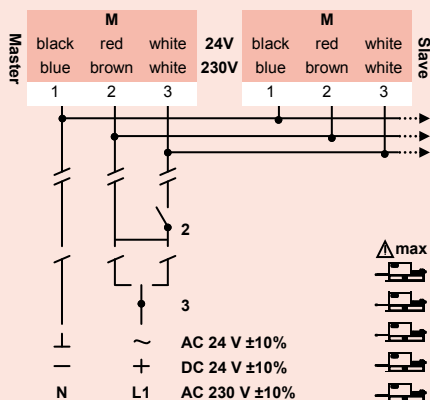 M M
Master black red white 24V black red white Slave
blue brown white 230V blue brown white
1 2 3 1 2 3
2
max
3
⊥ ~ AC 24 V ±10%
— + DC 24 V ±10%
N L1 AC 230 V ±10%